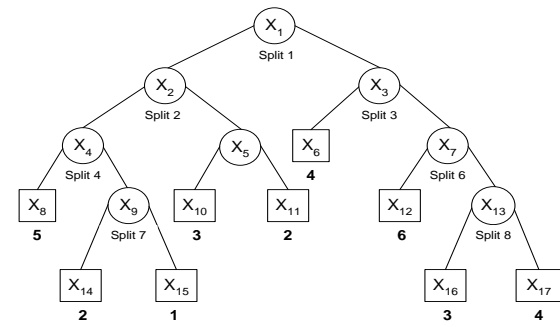 X1
Split 1
X2
X3
Split 2
Split 3
X4
X5
X6
X7
Split 4
4
Split 6
X8
X9
X10
X11
X12
X13
5
Split 7
3
2
6
Split 8
X14
X15
X16
X17
2
1
3
4